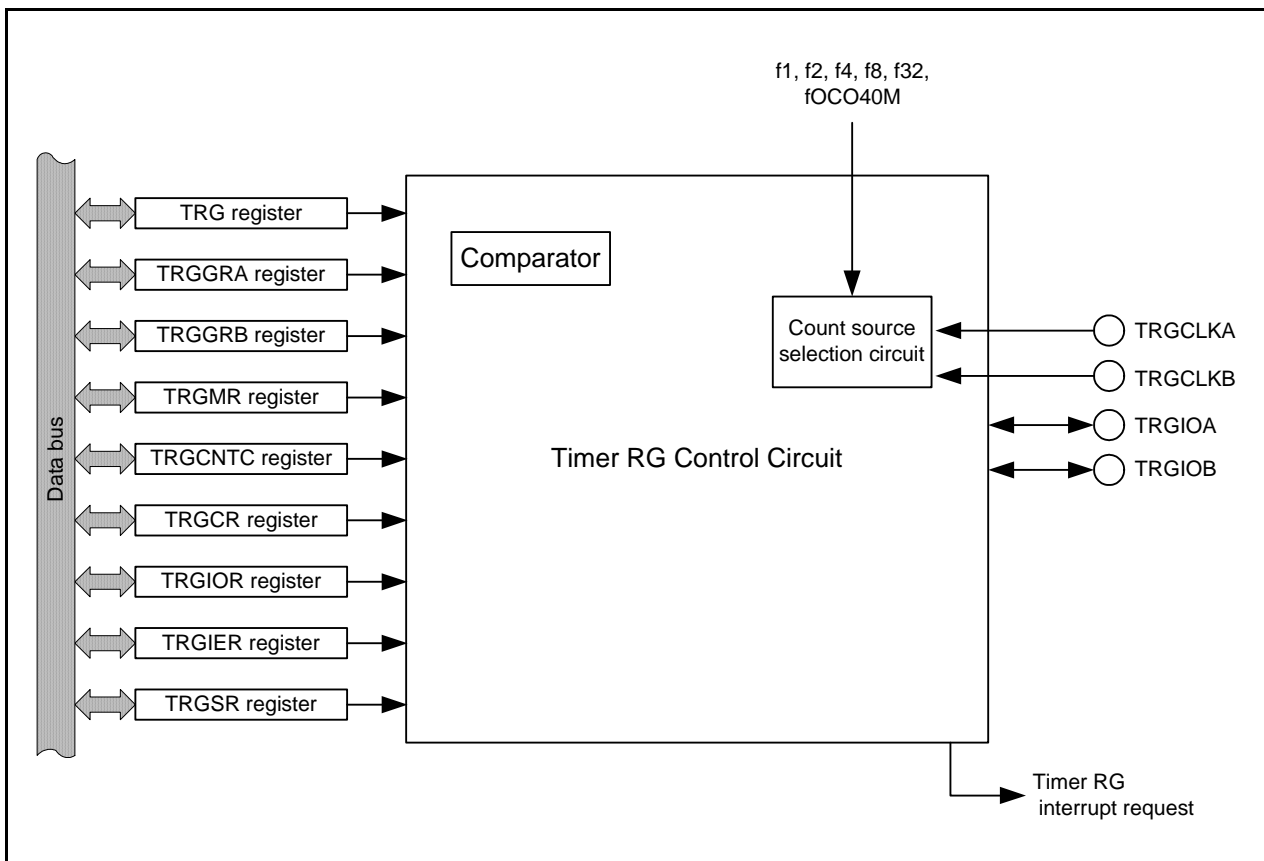 f1, f2, f4, f8, f32,
fOCO40M
Data bus
TRG register
TRGGRA register
TRGGRB register
TRGMR register
TRGCNTC register
TRGCR register
TRGIOR register
TRGIER register
TRGSR register
Comparator
Count source
selection circuit
Timer RG Control Circuit
TRGCLKA
TRGCLKB
TRGIOA
TRGIOB
Timer RG
interrupt request